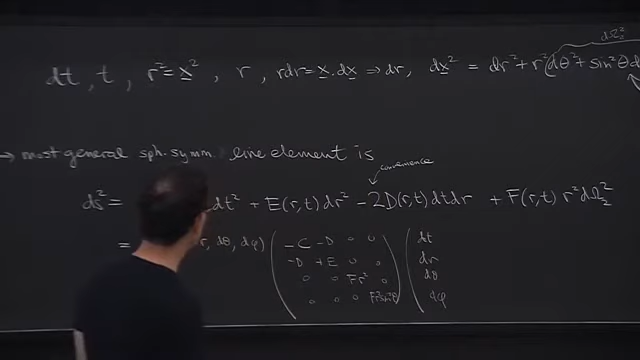 dΩ₂²
dt, t, r² = x², r, rdr = x.dx ⇒ dr, dx² = dr² + r²(dθ² + sin²θ d
→ most general sph. symm. line element is
convenience
ds² = dt² + E(r,t) dr² − 2D(r,t) dt dr + F(r,t) r² dΩ₂²
= r, dθ, dφ) ( −C −D 0 0 ) ( dt
−D +E 0 0 dr
0 0 Fr² 0 dθ
0 0 0 Fr²sin²θ dφ